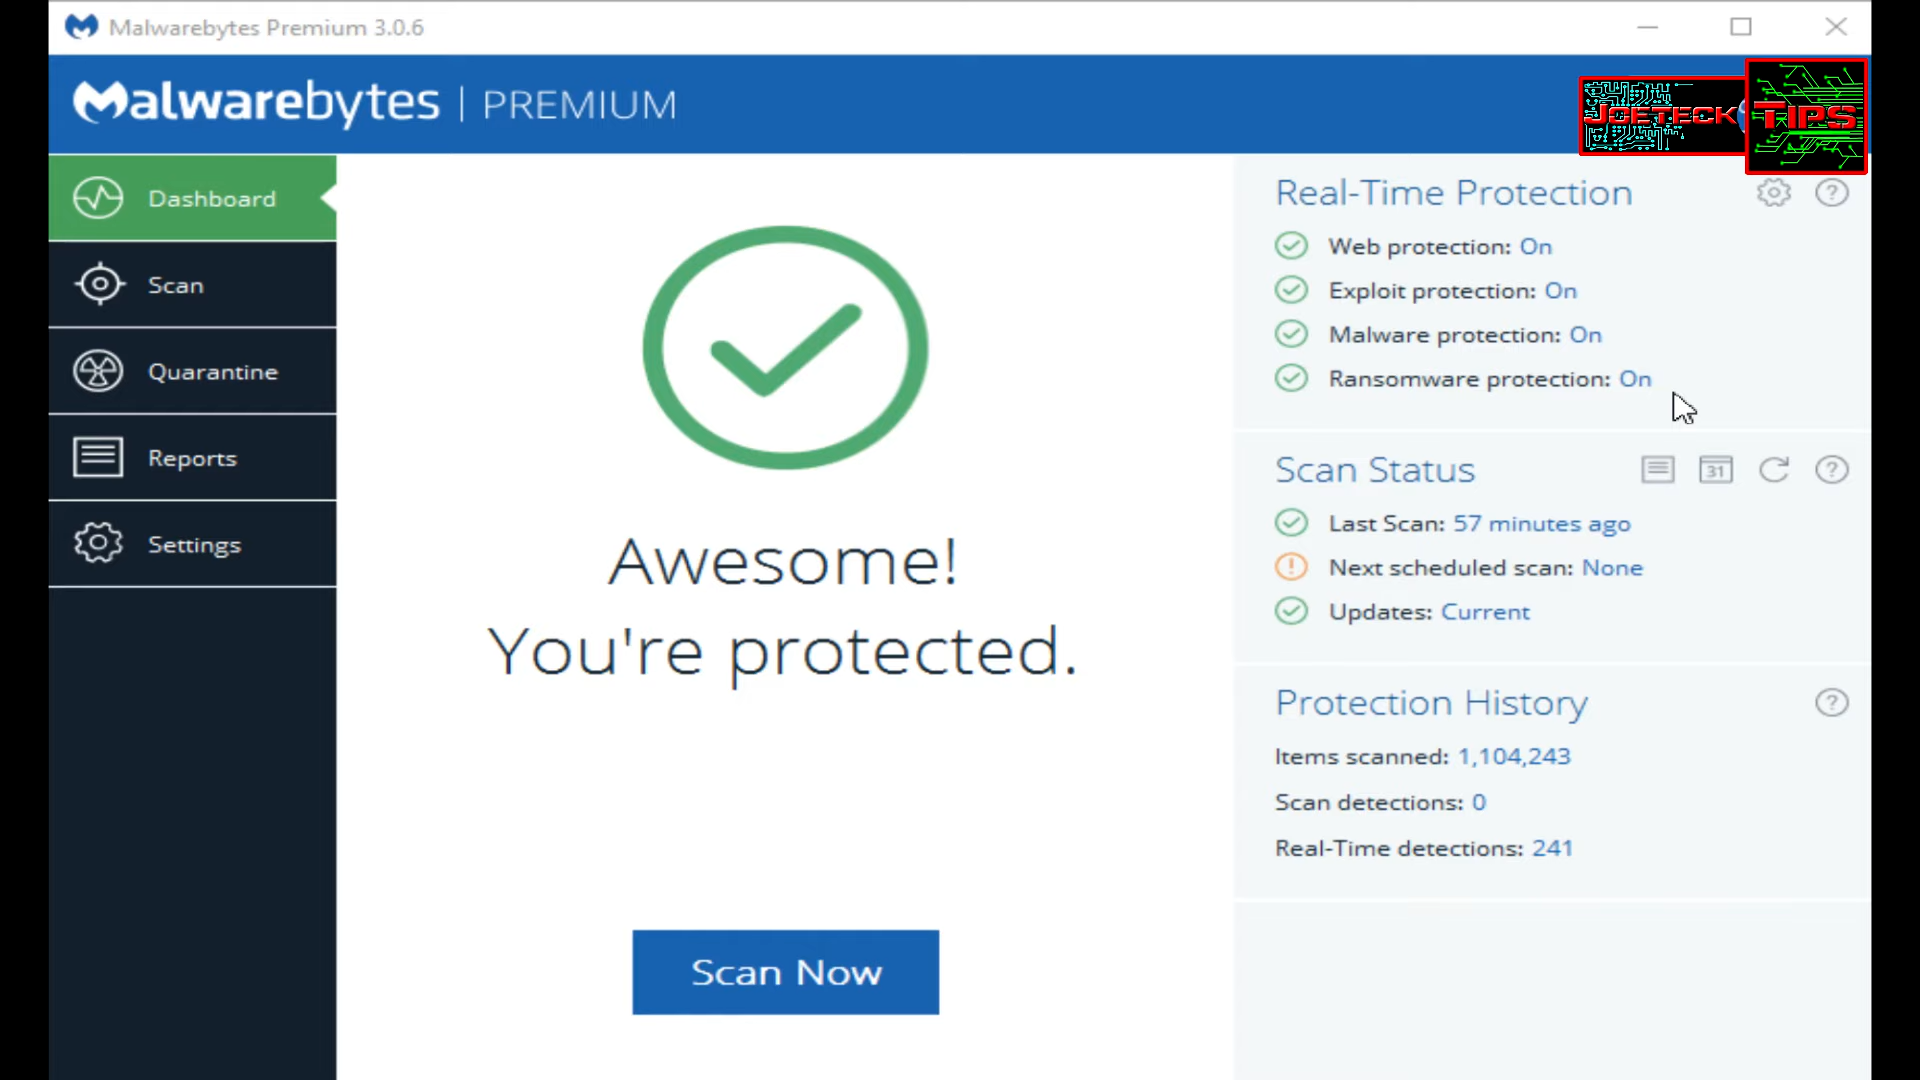 Malwarebytes Premium 3.0.6
Malwarebytes | PREMIUM
JOETECK TIPS
Dashboard
Scan
Quarantine
Reports
Settings
Awesome!
You're protected.
Scan Now
Real-Time Protection
Web protection: On
Exploit protection: On
Malware protection: On
Ransomware protection: On
Scan Status
31
Last Scan: 57 minutes ago
Next scheduled scan: None
Updates: Current
Protection History
Items scanned: 1,104,243
Scan detections: 0
Real-Time detections: 241